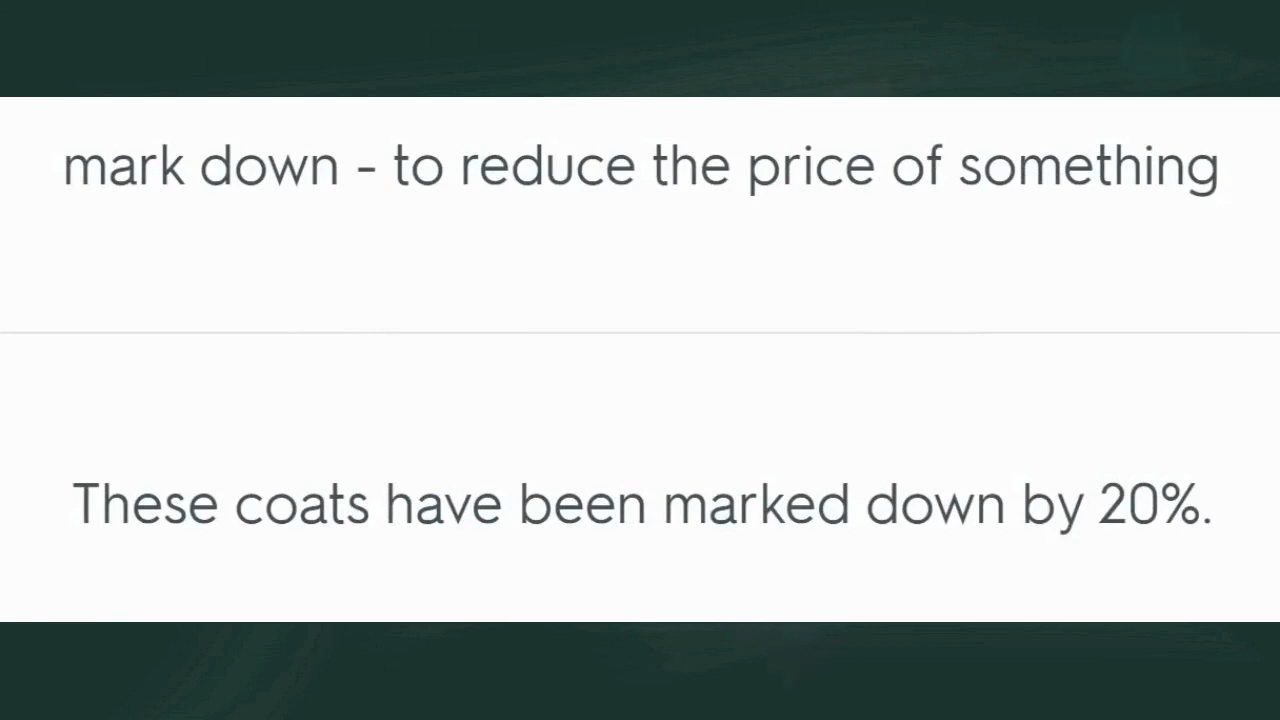 mark down - to reduce the price of something
These coats have been marked down by 20%.